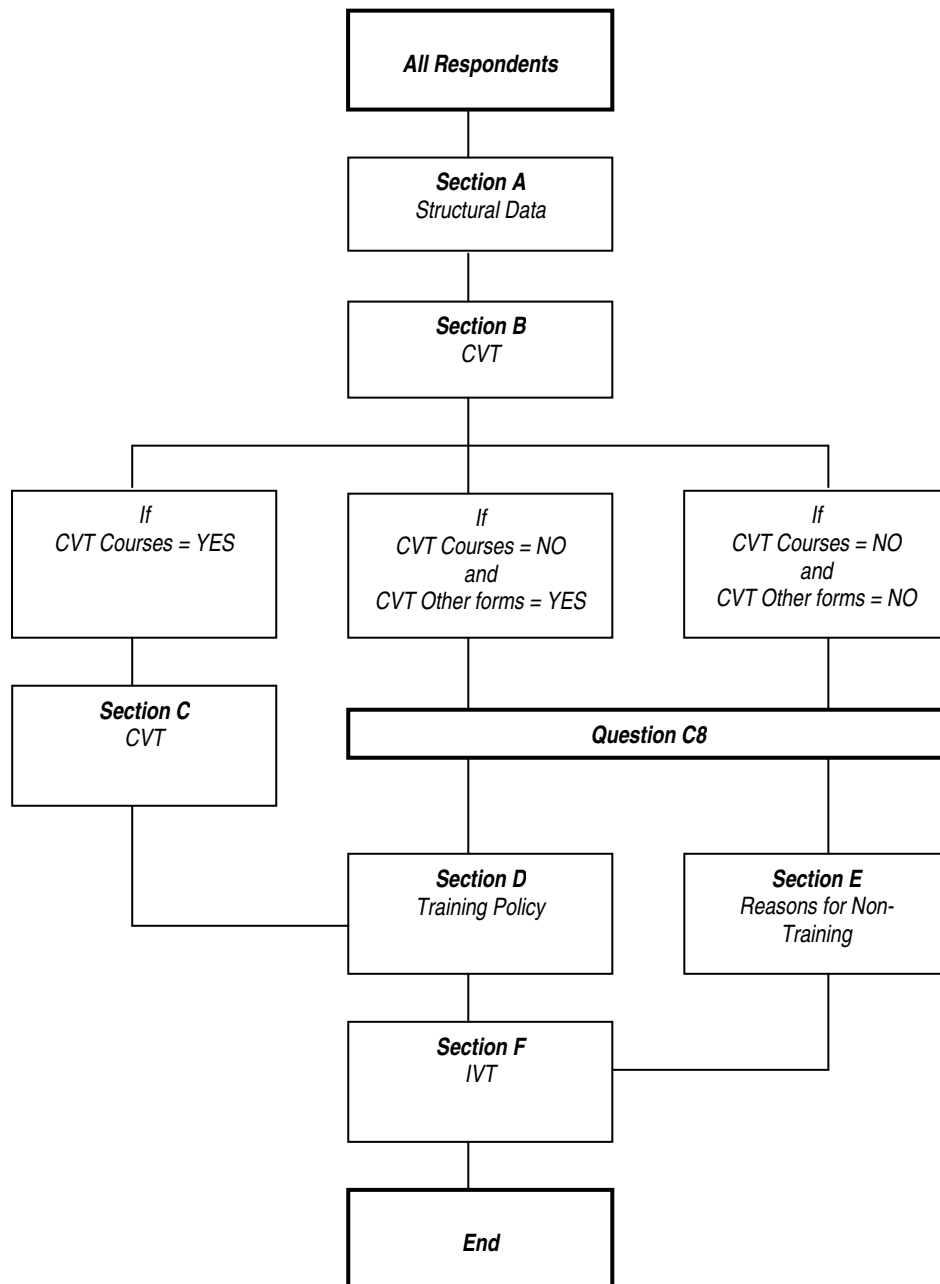 All Respondents
Section A
Structural Data
Section B
CVT
If
CVT Courses = YES
If
CVT Courses = NO
and
CVT Other forms = YES
If
CVT Courses = NO
and
CVT Other forms = NO
Section C
CVT
Question C8
Section D
Training Policy
Section E
Reasons for Non-
Training
Section F
IVT
End